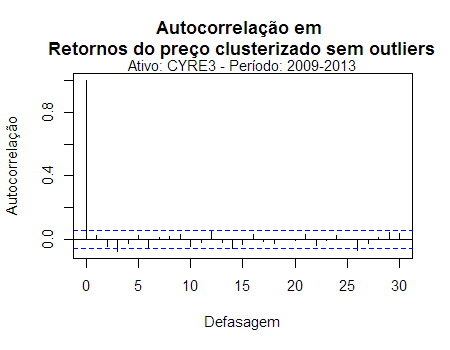 Autocorrelação em
Retornos do preço clusterizado sem outliers
Ativo: CYRE3 - Período: 2009-2013
Autocorrelação
0.8
0.4
0.0
0 5 10 15 20 25 30
Defasagem